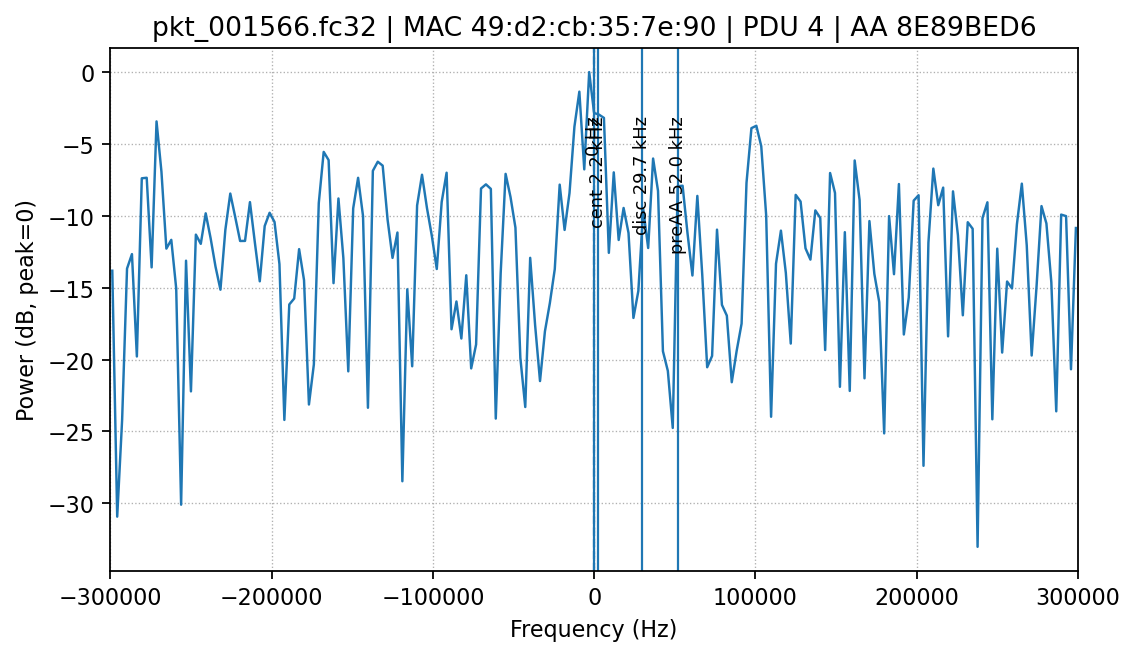 pkt_001566.fc32 | MAC 49:d2:cb:35:7e:90 | PDU 4 | AA 8E89BED6
Power (dB, peak=0)
0
−5
−10
−15
−20
−25
−30
0 Hz
cent 2.2 kHz
disc 29.7 kHz
preAA 52.0 kHz
−300000 −200000 −100000 0 100000 200000 300000
Frequency (Hz)